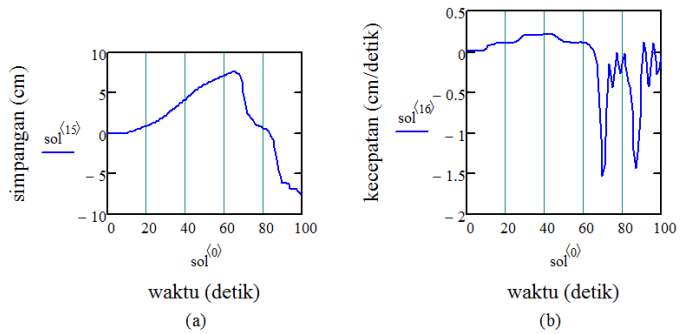 simpangan (cm)
sol⟨15⟩
10
5
0
− 5
− 10
0 20 40 60 80 100
sol⟨0⟩
waktu (detik)
(a)
kecepatan (cm/detik)
sol⟨16⟩
0.5
0
− 0.5
− 1
− 1.5
− 2
0 20 40 60 80 100
sol⟨0⟩
waktu (detik)
(b)